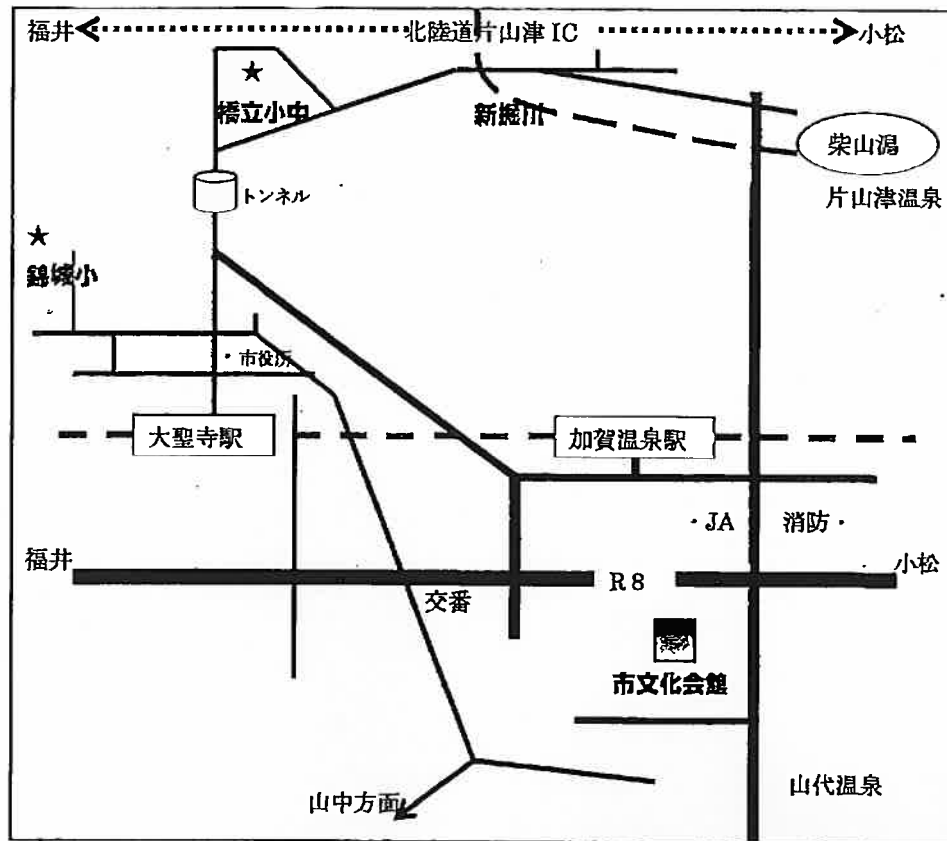 福井
北陸道片山津 IC
小松
★
橋立小中
新堀川
柴山潟
片山津温泉
トンネル
★
錦城小
・市役所
大聖寺駅
加賀温泉駅
・JA
消防・
福井
小松
R 8
交番
市文化会館
山中方面
山代温泉